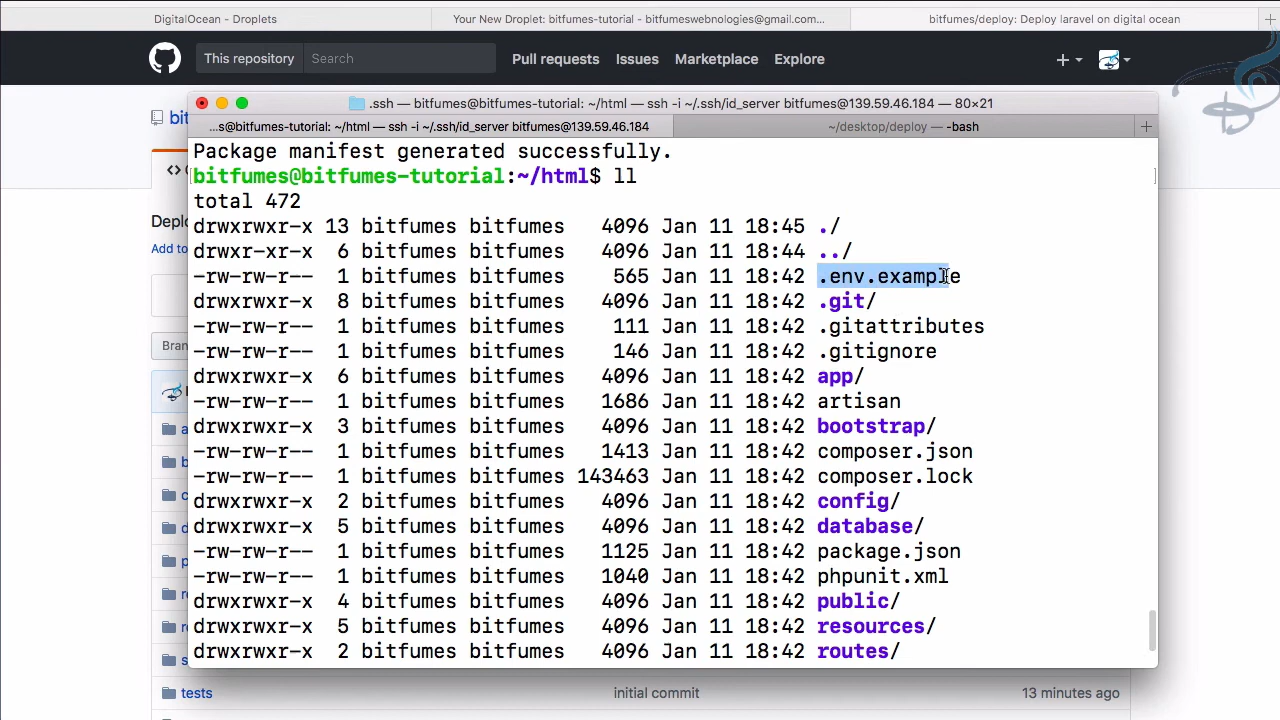 DigitalOcean - Droplets
Your New Droplet: bitfumes-tutorial - bitfumeswebnologies@gmail.com...
bitfumes/deploy: Deploy laravel on digital ocean
This repository
Search
Pull requests
Issues
Marketplace
Explore
.ssh — bitfumes@bitfumes-tutorial: ~/html — ssh -i ~/.ssh/id_server bitfumes@139.59.46.184 — 80×21
...s@bitfumes-tutorial: ~/html — ssh -i ~/.ssh/id_server bitfumes@139.59.46.184
~/desktop/deploy — -bash
bit
Deplo
Add to
Bran
Package manifest generated successfully.
bitfumes@bitfumes-tutorial:~/html$ ll
total 472
drwxrwxr-x 13 bitfumes bitfumes   4096 Jan 11 18:45 ./
drwxr-xr-x  6 bitfumes bitfumes   4096 Jan 11 18:44 ../
-rw-rw-r--  1 bitfumes bitfumes    565 Jan 11 18:42 .env.example
drwxrwxr-x  8 bitfumes bitfumes   4096 Jan 11 18:42 .git/
-rw-rw-r--  1 bitfumes bitfumes    111 Jan 11 18:42 .gitattributes
-rw-rw-r--  1 bitfumes bitfumes    146 Jan 11 18:42 .gitignore
drwxrwxr-x  6 bitfumes bitfumes   4096 Jan 11 18:42 app/
-rw-rw-r--  1 bitfumes bitfumes   1686 Jan 11 18:42 artisan
drwxrwxr-x  3 bitfumes bitfumes   4096 Jan 11 18:42 bootstrap/
-rw-rw-r--  1 bitfumes bitfumes   1413 Jan 11 18:42 composer.json
-rw-rw-r--  1 bitfumes bitfumes 143463 Jan 11 18:42 composer.lock
drwxrwxr-x  2 bitfumes bitfumes   4096 Jan 11 18:42 config/
drwxrwxr-x  5 bitfumes bitfumes   4096 Jan 11 18:42 database/
-rw-rw-r--  1 bitfumes bitfumes   1125 Jan 11 18:42 package.json
-rw-rw-r--  1 bitfumes bitfumes   1040 Jan 11 18:42 phpunit.xml
drwxrwxr-x  4 bitfumes bitfumes   4096 Jan 11 18:42 public/
drwxrwxr-x  5 bitfumes bitfumes   4096 Jan 11 18:42 resources/
drwxrwxr-x  2 bitfumes bitfumes   4096 Jan 11 18:42 routes/
tests
initial commit
13 minutes ago